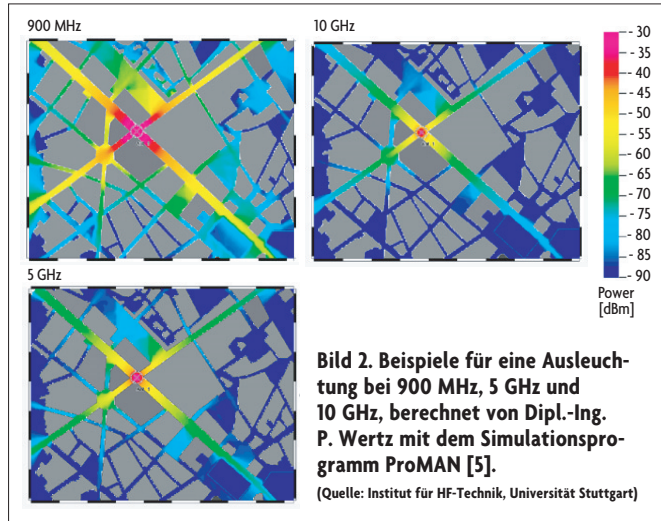 900 MHz
10 GHz
- 30
- 35
- 40
- 45
- 50
- 55
- 60
- 65
- 70
- 75
- 80
- 85
- 90
Power
[dBm]
5 GHz
Bild 2. Beispiele für eine Ausleuch-
tung bei 900 MHz, 5 GHz und
10 GHz, berechnet von Dipl.-Ing.
P. Wertz mit dem Simulationspro-
gramm ProMAN [5].
(Quelle: Institut für HF-Technik, Universität Stuttgart)